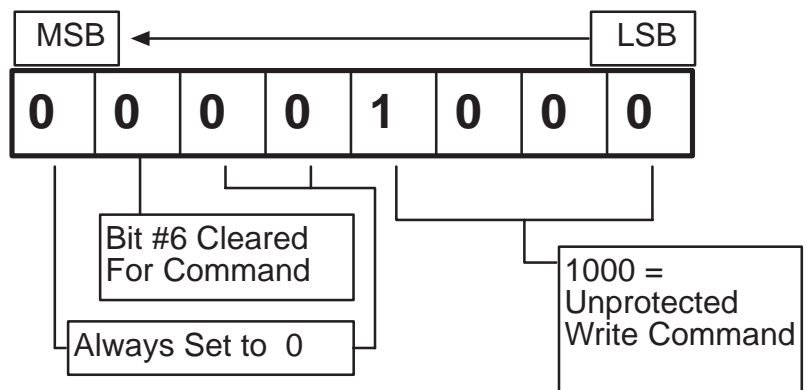 MSB LSB
0 0 0 0 1 0 0 0
Bit #6 Cleared
For Command
1000 =
Unprotected
Write Command
Always Set to 0